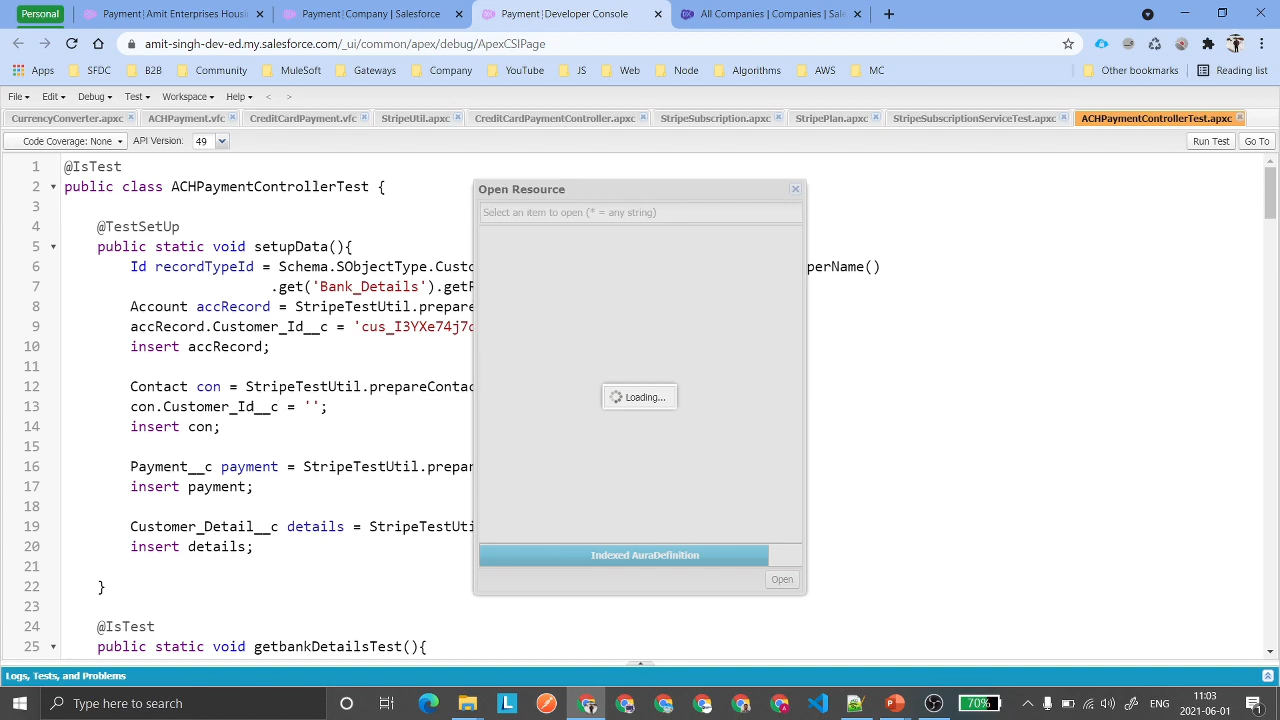 Personal
Payment| Amit Enterprise Housi
Payment | Company | Salesforce
Payment Developer Console
All Companies | Companies | Sale
amit-singh-dev-ed.my.salesforce.com/_ui/common/apex/debug/ApexCSIPage
Apps
SFDC
B2B
Community
MuleSoft
Gateways
Company
YouTube
JS
Web
Node
Algorithms
AWS
MC
Other bookmarks
Reading list
File
Edit
Debug
Test
Workspace
Help
<
>
CurrencyConverter.apxc
ACHPayment.vfc
CreditCardPayment.vfc
StripeUtil.apxc
CreditCardPaymentController.apxc
StripeSubscription.apxc
StripePlan.apxc
StripeSubscriptionServiceTest.apxc
ACHPaymentControllerTest.apxc
Code Coverage: None
API Version:
49
Run Test
Go To
1 @IsTest
2 public class ACHPaymentControllerTest {
3
4 @TestSetUp
5 public static void setupData(){
6 Id recordTypeId = Schema.SObjectType.Custo perName()
7 .get('Bank_Details').getR
8 Account accRecord = StripeTestUtil.prepare
9 accRecord.Customer_Id__c = 'cus_I3YXe74j7c
10 insert accRecord;
11
12 Contact con = StripeTestUtil.prepareContac
13 con.Customer_Id__c = '';
14 insert con;
15
16 Payment__c payment = StripeTestUtil.prepar
17 insert payment;
18
19 Customer_Detail__c details = StripeTestUti
20 insert details;
21
22 }
23
24 @IsTest
25 public static void getbankDetailsTest(){
Open Resource
Select an item to open (* = any string)
Loading...
Indexed AuraDefinition
Open
Logs, Tests, and Problems
Type here to search
70%
11:03
2021-06-01